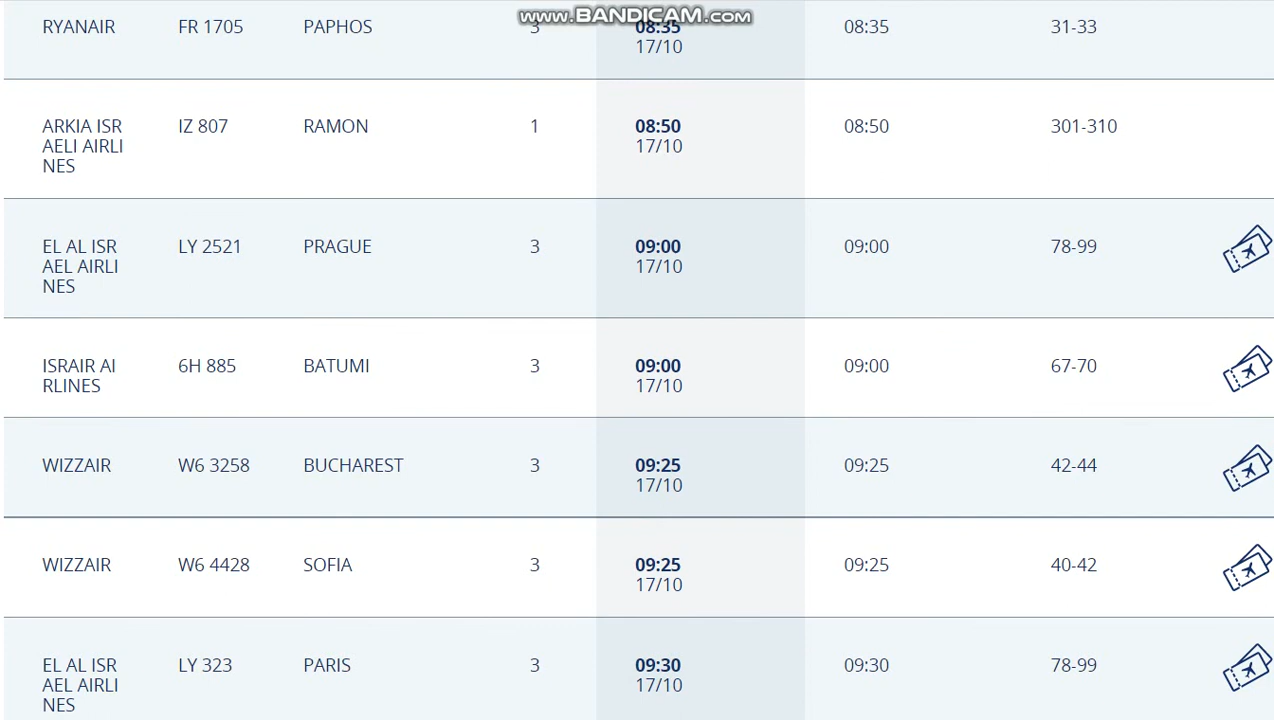 www.BANDICAM.com
RYANAIR FR 1705 PAPHOS 3 08:35 08:35 31-33
17/10
ARKIA ISR IZ 807 RAMON 1 08:50 08:50 301-310
AELI AIRLI 17/10
NES
EL AL ISR LY 2521 PRAGUE 3 09:00 09:00 78-99
AEL AIRLI 17/10
NES
ISRAIR AI 6H 885 BATUMI 3 09:00 09:00 67-70
RLINES 17/10
WIZZAIR W6 3258 BUCHAREST 3 09:25 09:25 42-44
17/10
WIZZAIR W6 4428 SOFIA 3 09:25 09:25 40-42
17/10
EL AL ISR LY 323 PARIS 3 09:30 09:30 78-99
AEL AIRLI 17/10
NES